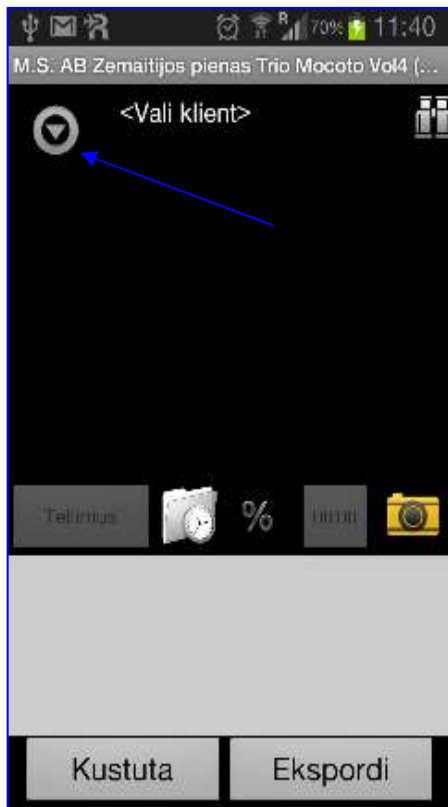 R 70% 11:40
M.S. AB Zemaitijos pienas Trio Mocoto Vol4 (...
<Vali klient>
Tellimus %
Kustuta Ekspordi